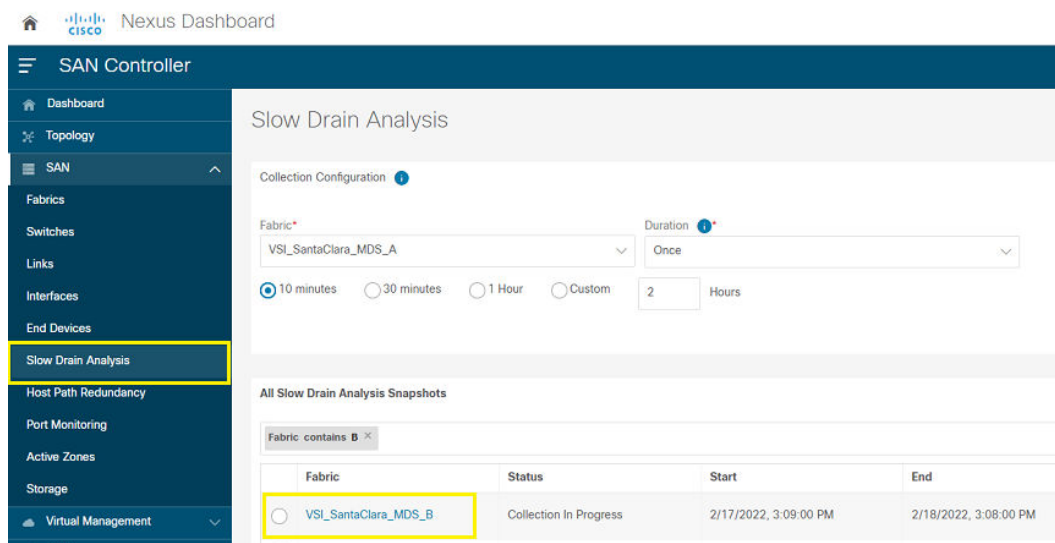 CISCO Nexus Dashboard
SAN Controller
Dashboard
Topology
SAN
Fabrics
Switches
Links
Interfaces
End Devices
Slow Drain Analysis
Host Path Redundancy
Port Monitoring
Active Zones
Storage
Virtual Management
Slow Drain Analysis
Collection Configuration i
Fabric* Duration i*
VSI_SantaClara_MDS_A Once
10 minutes 30 minutes 1 Hour Custom 2 Hours
All Slow Drain Analysis Snapshots
Fabric contains B ×
Fabric Status Start End
VSI_SantaClara_MDS_B Collection In Progress 2/17/2022, 3:09:00 PM 2/18/2022, 3:08:00 PM